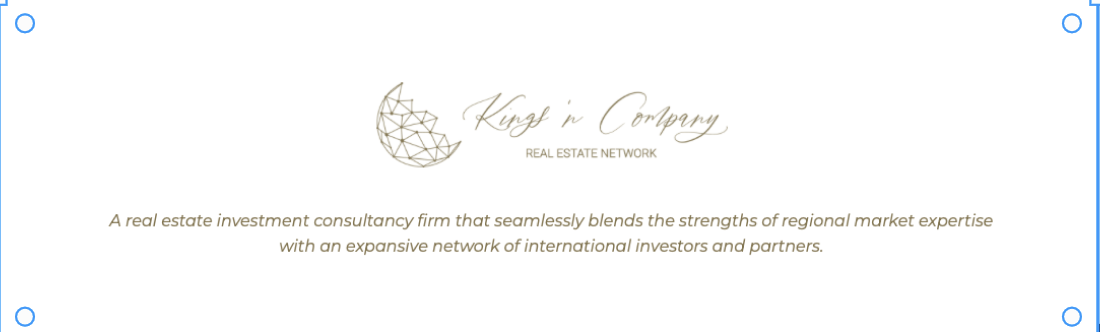 Kings 'n Company
REAL ESTATE NETWORK
A real estate investment consultancy firm that seamlessly blends the strengths of regional market expertise
with an expansive network of international investors and partners.